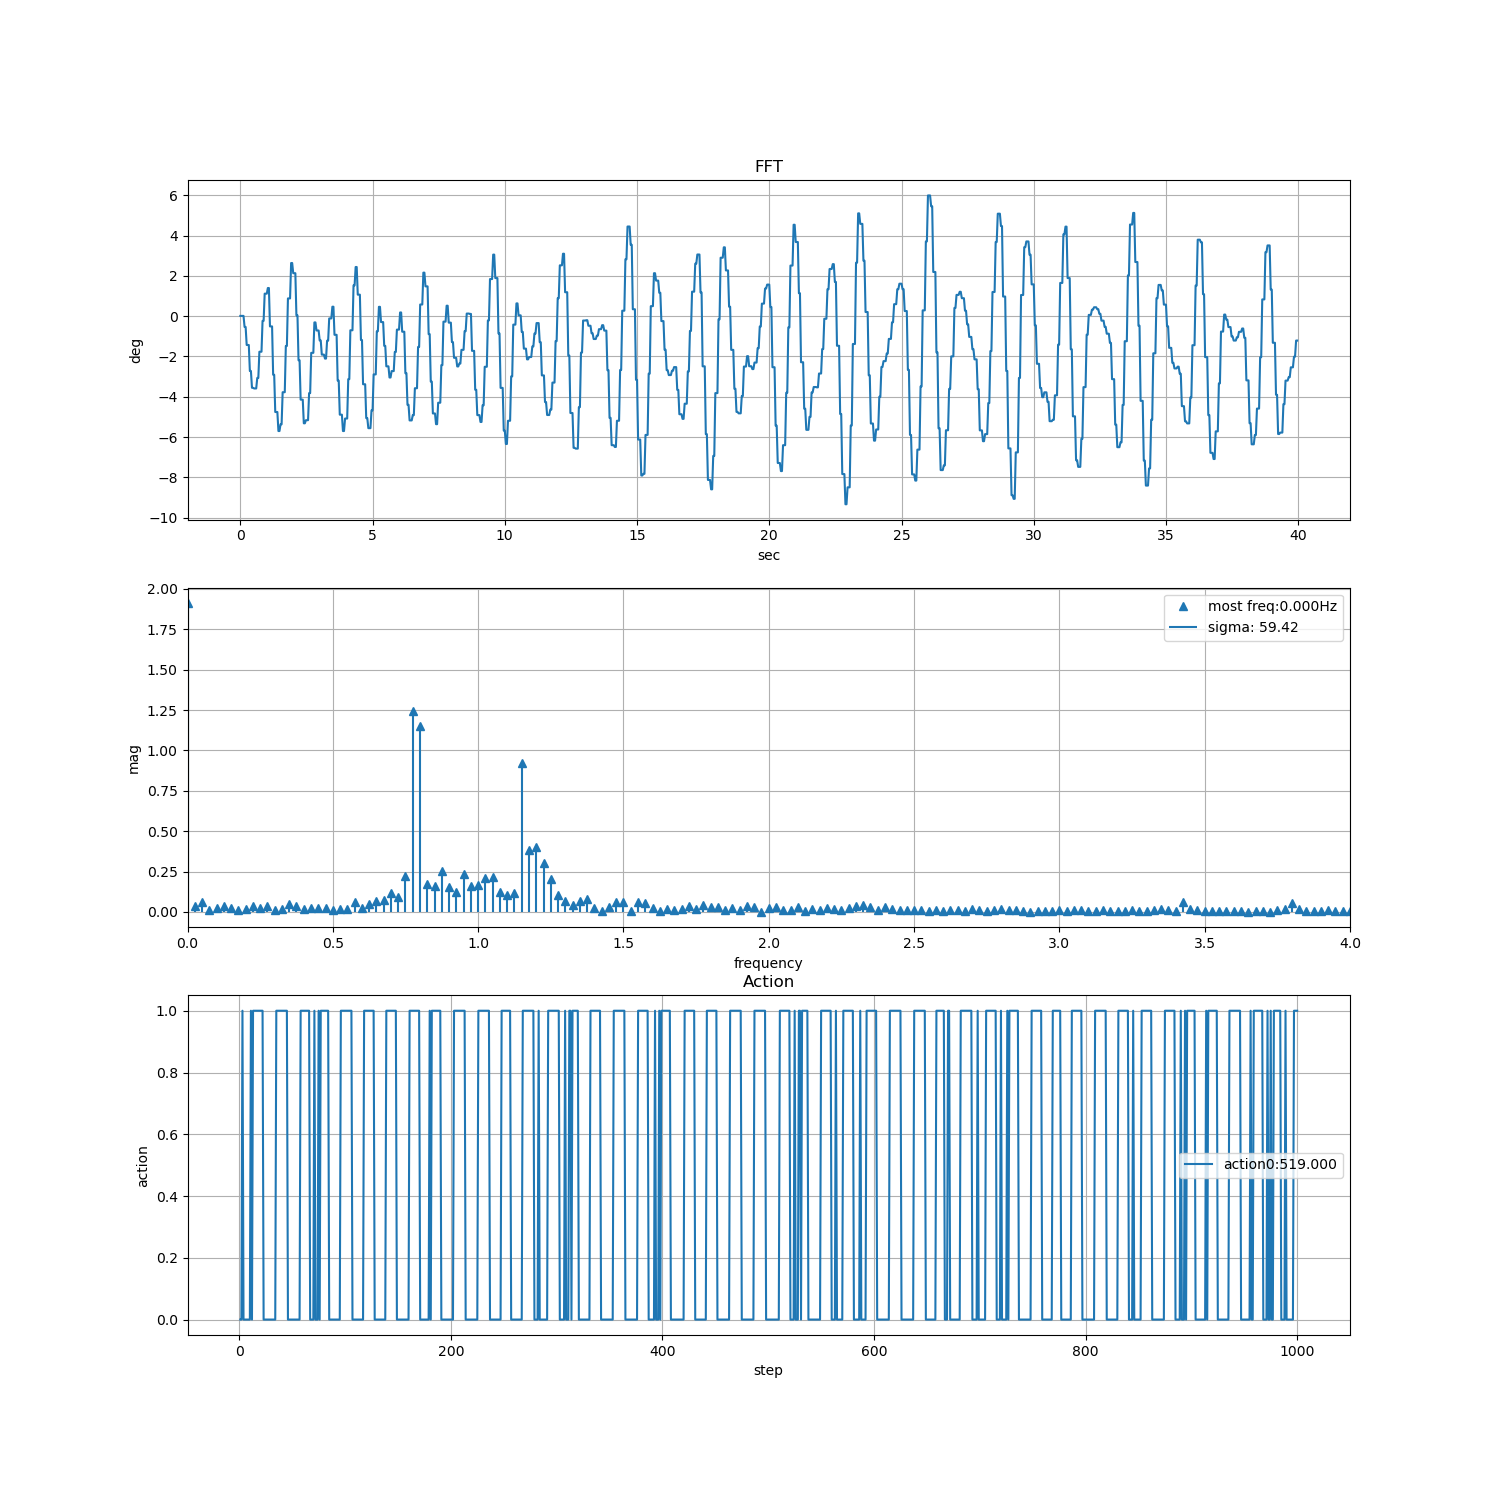 FFT
6
4
2
0
−2
−4
−6
−8
−10
deg
0 5 10 15 20 25 30 35 40
sec
2.00
1.75
1.50
1.25
1.00
0.75
0.50
0.25
0.00
mag
most freq:0.000Hz
sigma: 59.42
0.0 0.5 1.0 1.5 2.0 2.5 3.0 3.5 4.0
frequency
Action
1.0
0.8
0.6
0.4
0.2
0.0
action
action0:519.000
0 200 400 600 800 1000
step